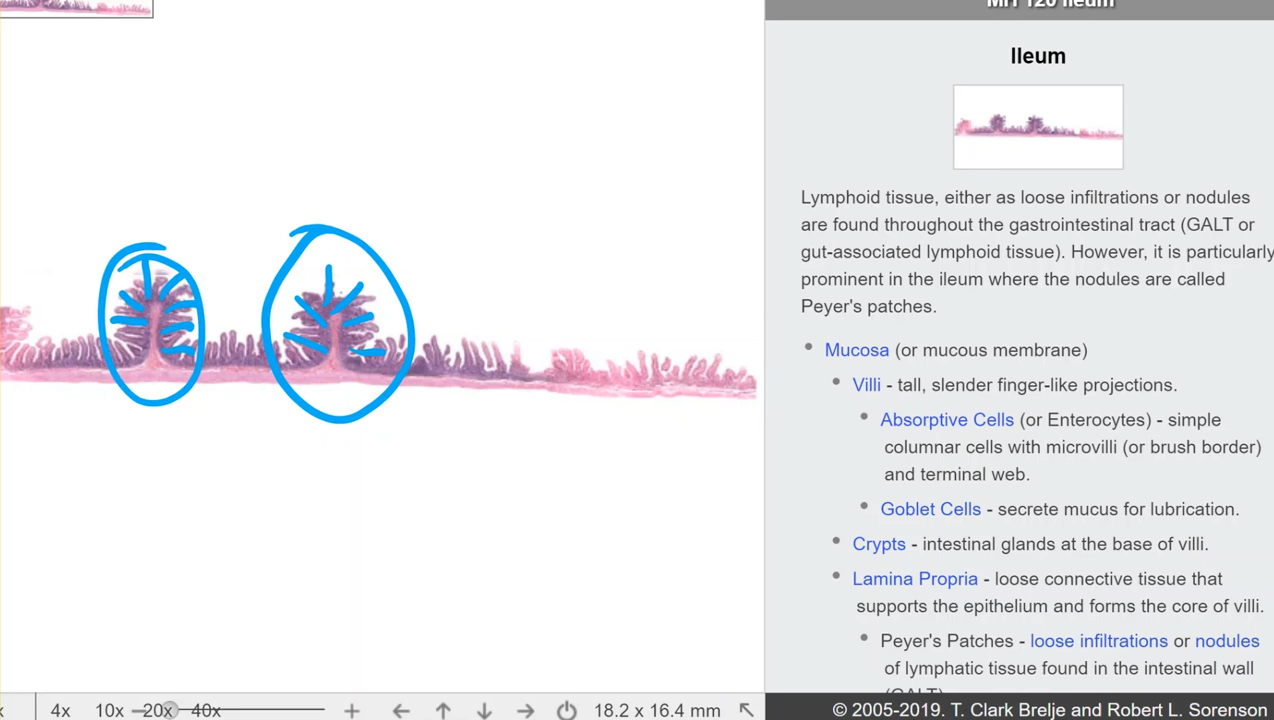 MH 120 Ileum
Ileum
Lymphoid tissue, either as loose infiltrations or nodules
are found throughout the gastrointestinal tract (GALT or
gut-associated lymphoid tissue). However, it is particularly
prominent in the ileum where the nodules are called
Peyer's patches.
Mucosa (or mucous membrane)
Villi - tall, slender finger-like projections.
Absorptive Cells (or Enterocytes) - simple
columnar cells with microvilli (or brush border)
and terminal web.
Goblet Cells - secrete mucus for lubrication.
Crypts - intestinal glands at the base of villi.
Lamina Propria - loose connective tissue that
supports the epithelium and forms the core of villi.
Peyer's Patches - loose infiltrations or nodules
of lymphatic tissue found in the intestinal wall
(GALT)
4x 10x 20x 40x 18.2 x 16.4 mm
© 2005-2019. T. Clark Brelje and Robert L. Sorenson